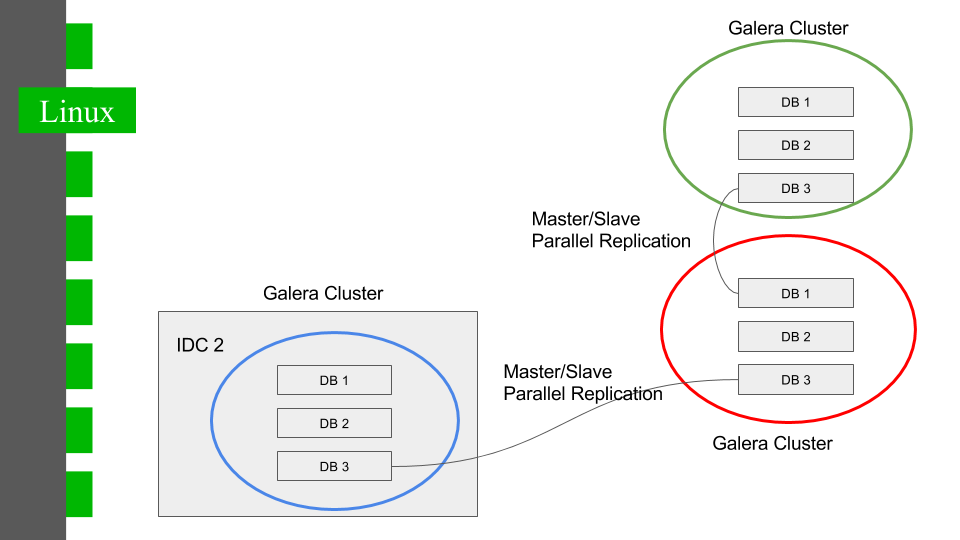 Linux
Galera Cluster
DB 1
DB 2
DB 3
Master/Slave
Parallel Replication
DB 1
DB 2
DB 3
Galera Cluster
Galera Cluster
IDC 2
DB 1
DB 2
DB 3
Master/Slave
Parallel Replication